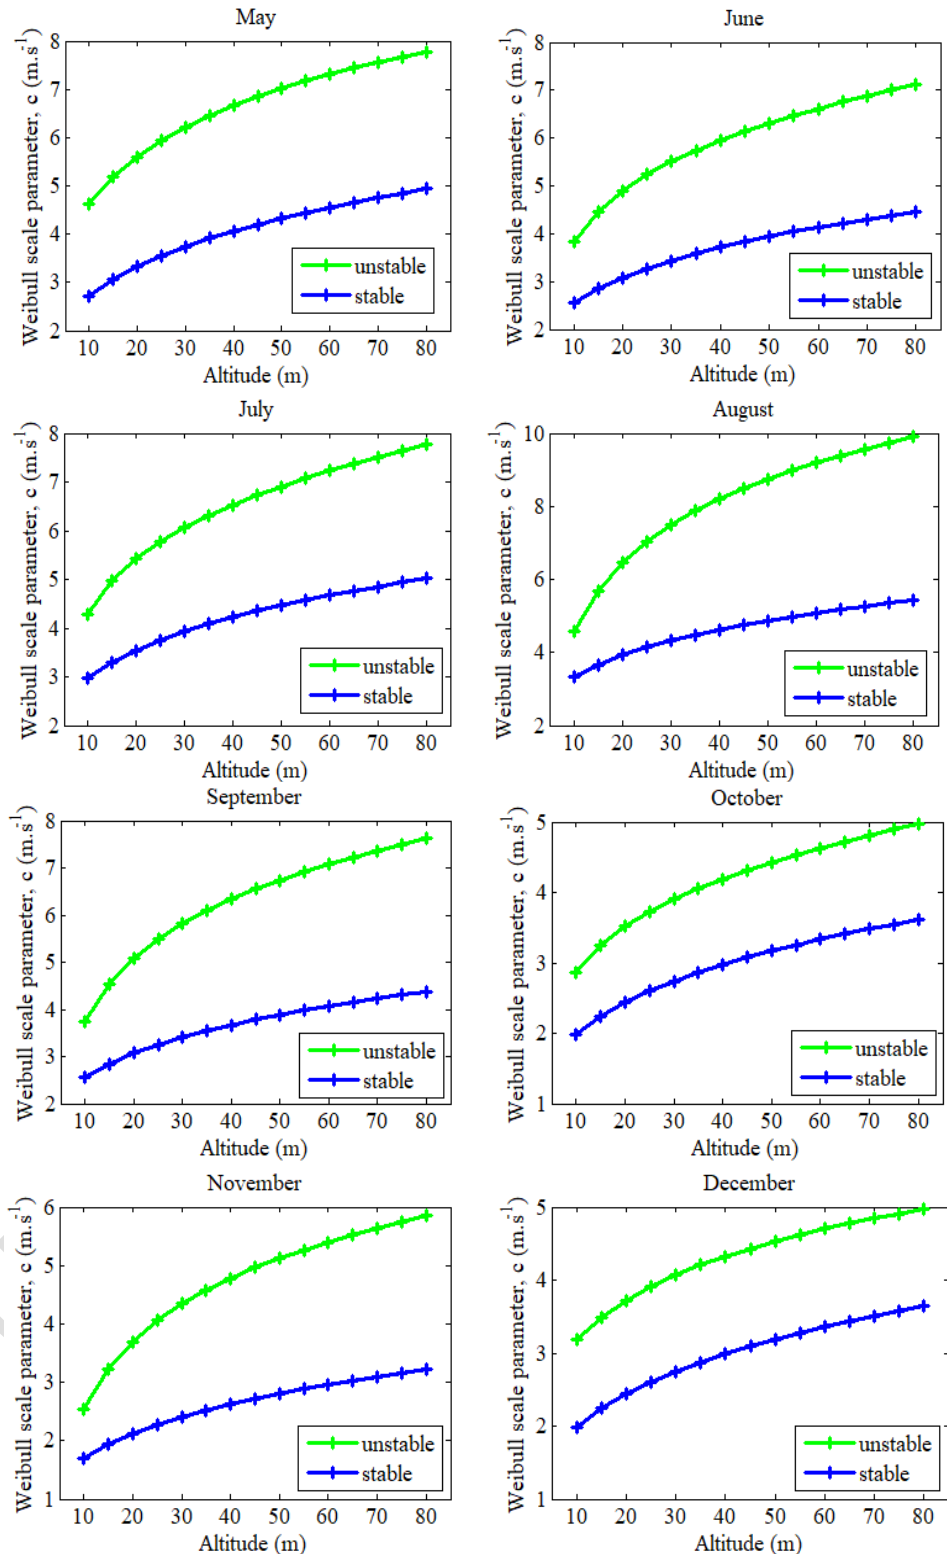 May
Weibull scale parameter, c (m.s⁻¹)
8
7
6
5
4
3
2
unstable
stable
10 20 30 40 50 60 70 80
Altitude (m)
June
Weibull scale parameter, c (m.s⁻¹)
8
7
6
5
4
3
2
unstable
stable
10 20 30 40 50 60 70 80
Altitude (m)
July
Weibull scale parameter, c (m.s⁻¹)
8
7
6
5
4
3
2
unstable
stable
10 20 30 40 50 60 70 80
Altitude (m)
August
Weibull scale parameter, c (m.s⁻¹)
10
8
6
4
2
unstable
stable
10 20 30 40 50 60 70 80
Altitude (m)
September
Weibull scale parameter, c (m.s⁻¹)
8
7
6
5
4
3
2
unstable
stable
10 20 30 40 50 60 70 80
Altitude (m)
October
Weibull scale parameter, c (m.s⁻¹)
5
4
3
2
1
unstable
stable
10 20 30 40 50 60 70 80
Altitude (m)
November
Weibull scale parameter, c (m.s⁻¹)
6
5
4
3
2
1
unstable
stable
10 20 30 40 50 60 70 80
Altitude (m)
December
Weibull scale parameter, c (m.s⁻¹)
5
4
3
2
1
unstable
stable
10 20 30 40 50 60 70 80
Altitude (m)